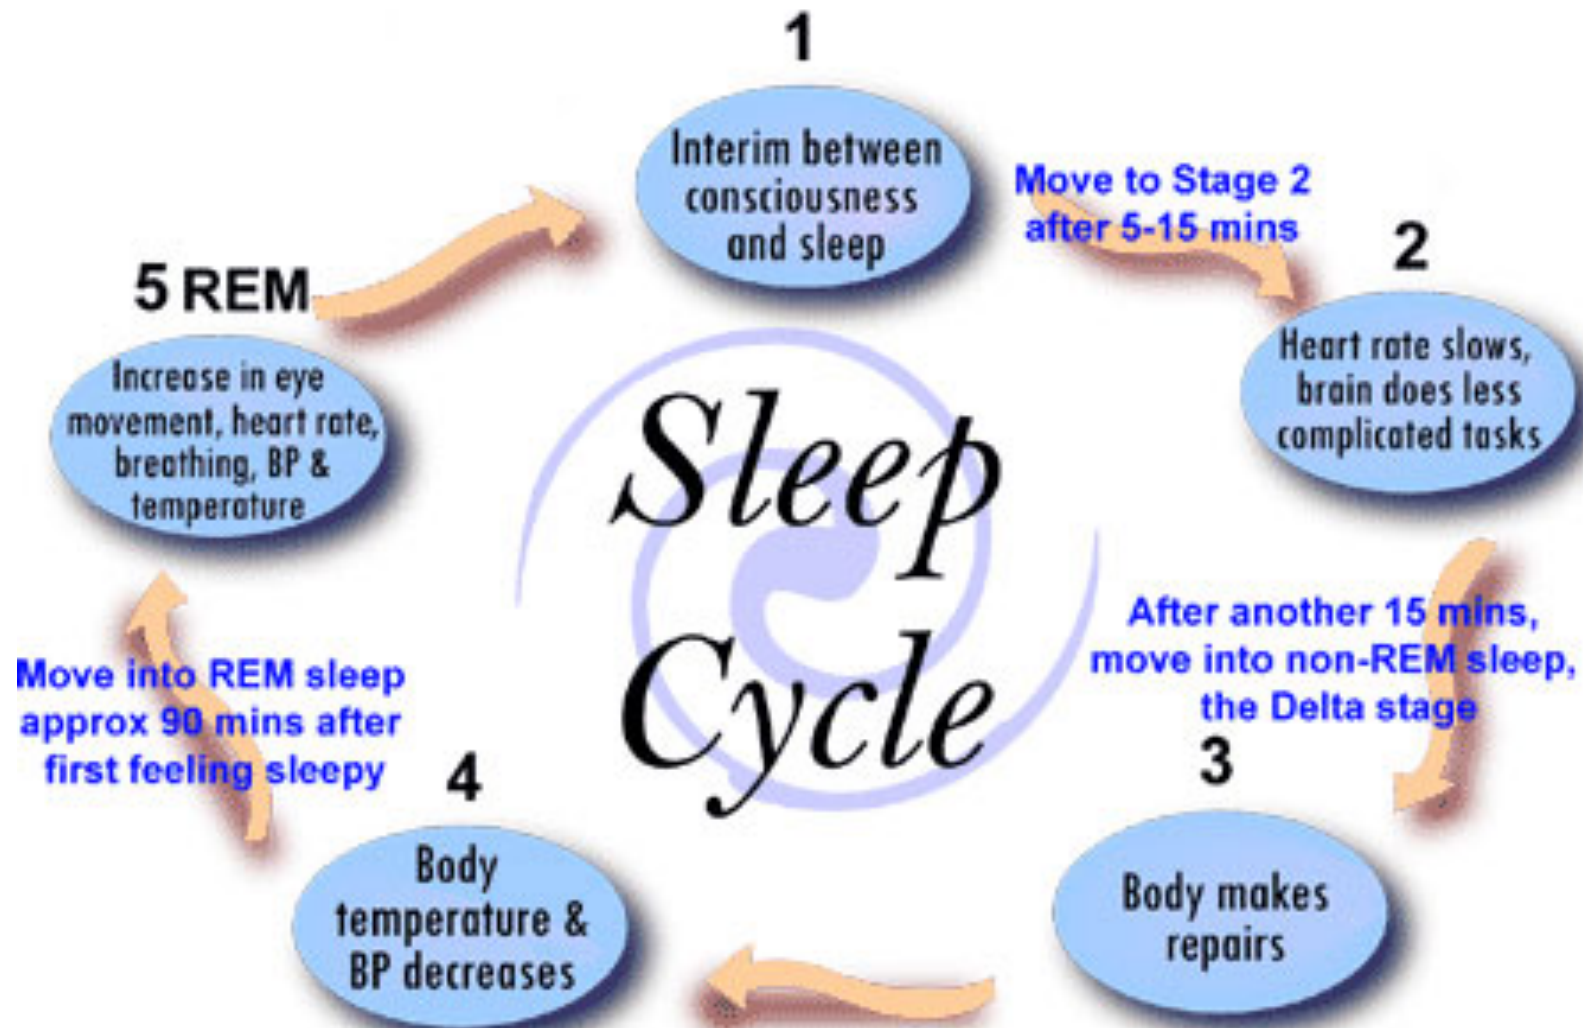 1
Interim between
consciousness
and sleep
Move to Stage 2
after 5-15 mins
2
Heart rate slows,
brain does less
complicated tasks
After another 15 mins,
move into non-REM sleep,
the Delta stage
3
Body makes
repairs
4
Body
temperature &
BP decreases
Move into REM sleep
approx 90 mins after
first feeling sleepy
5 REM
Increase in eye
movement, heart rate,
breathing, BP &
temperature
Sleep
Cycle